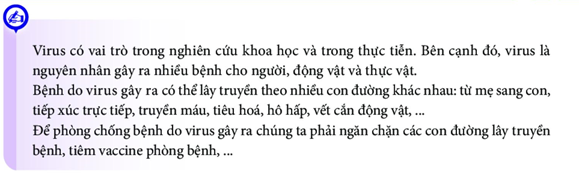 Virus có vai trò trong nghiên cứu khoa học và trong thực tiễn. Bên cạnh đó, virus là
nguyên nhân gây ra nhiều bệnh cho người, động vật và thực vật.
Bệnh do virus gây ra có thể lây truyền theo nhiều con đường khác nhau: từ mẹ sang con,
tiếp xúc trực tiếp, truyền máu, tiêu hoá, hô hấp, vết cắn động vật, ...
Để phòng chống bệnh do virus gây ra chúng ta phải ngăn chặn các con đường lây truyền
bệnh, tiêm vaccine phòng bệnh, ...